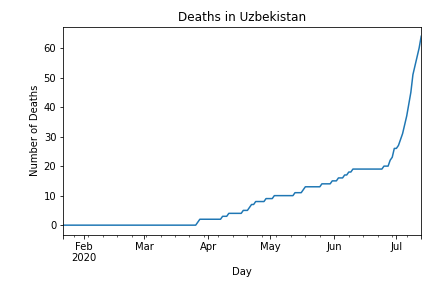 Deaths in Uzbekistan
60
50
40
30
20
10
0
Number of Deaths
Feb
2020
Mar
Apr
May
Jun
Jul
Day